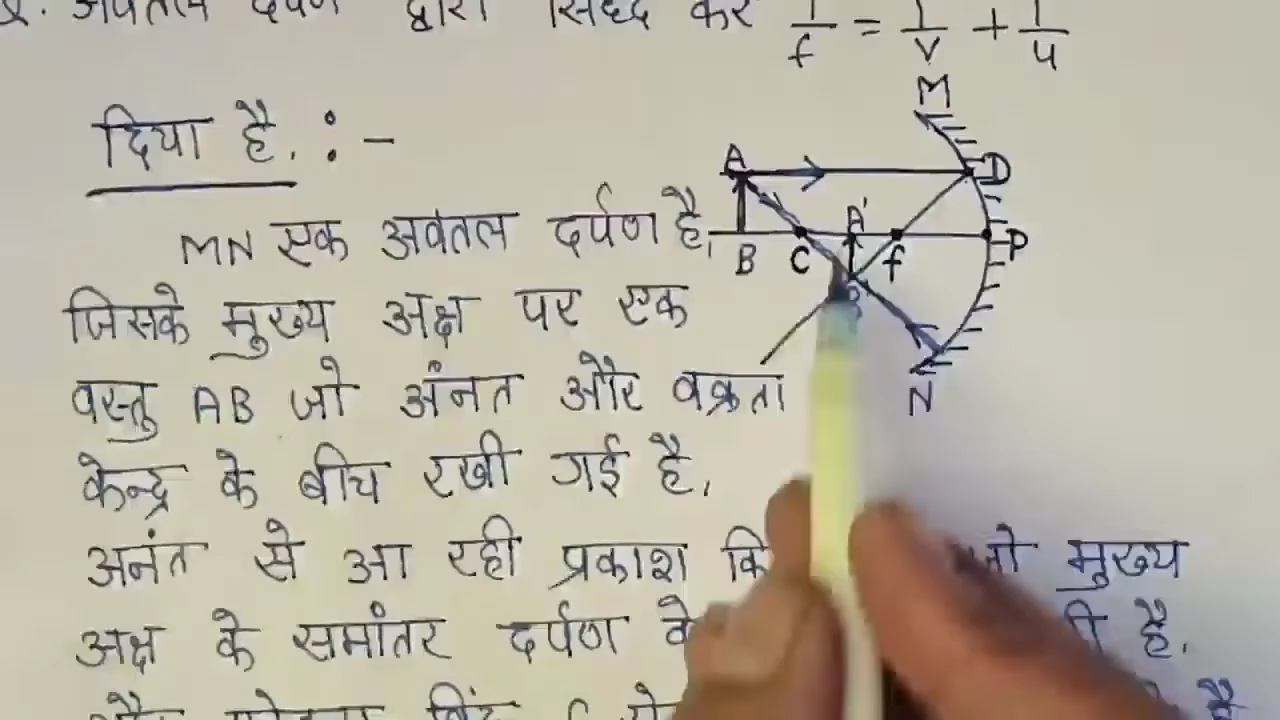 अवतल दर्पण द्वारा सिद्ध करे 1/f = 1/v + 1/u
दिया है. :-
MN एक अवतल दर्पण है,
जिसके मुख्य अक्ष पर एक
वस्तु AB जो अंनत और वक्रता
केन्द्र के बीच रखी गई है,
अनंत से आ रही प्रकाश कि जो मुख्य
अक्ष के समांतर दर्पण है.
M
A
D
A'
B
C
f
P
N